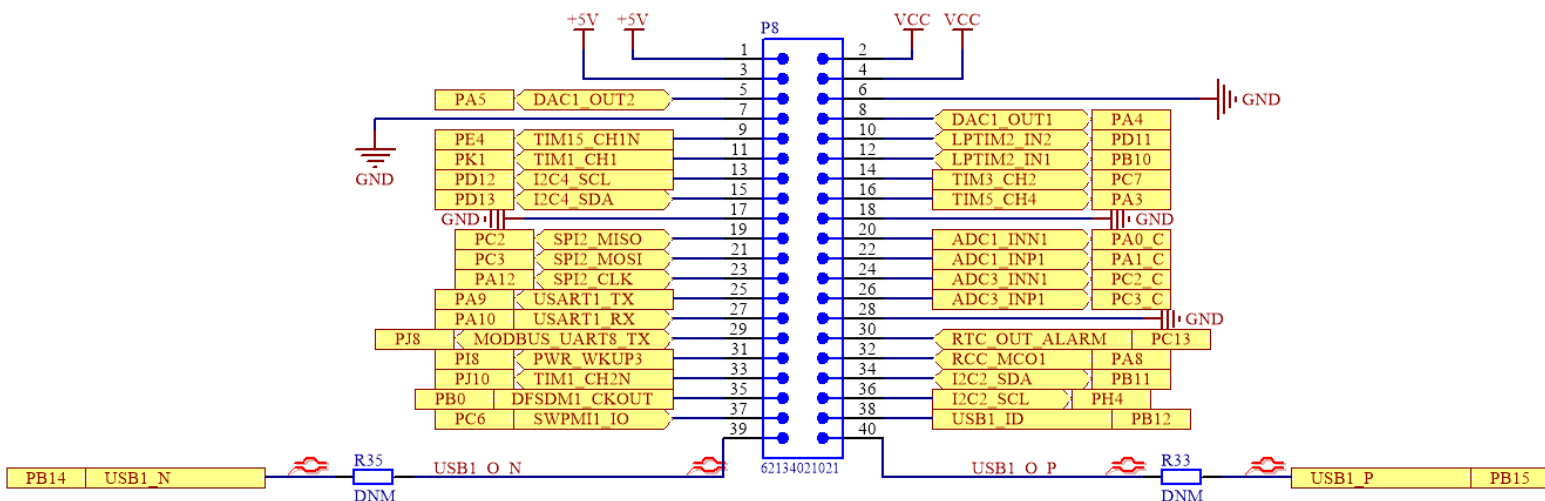 +5V +5V VCC VCC
P8
1 2
3 4
PA5 DAC1_OUT2 5 6 GND
7 8 DAC1_OUT1 PA4
PE4 TIM15_CH1N 9 10 LPTIM2_IN2 PD11
PK1 TIM1_CH1 11 12 LPTIM2_IN1 PB10
GND PD12 I2C4_SCL 13 14 TIM3_CH2 PC7
PD13 I2C4_SDA 15 16 TIM5_CH4 PA3
GND 17 18 GND
PC2 SPI2_MISO 19 20 ADC1_INN1 PA0_C
PC3 SPI2_MOSI 21 22 ADC1_INP1 PA1_C
PA12 SPI2_CLK 23 24 ADC3_INN1 PC2_C
PA9 USART1_TX 25 26 ADC3_INP1 PC3_C
PA10 USART1_RX 27 28 GND
PJ8 MODBUS_UART8_TX 29 30 RTC_OUT_ALARM PC13
PI8 PWR_WKUP3 31 32 RCC_MCO1 PA8
PJ10 TIM1_CH2N 33 34 I2C2_SDA PB11
PB0 DFSDM1_CKOUT 35 36 I2C2_SCL PH4
PC6 SWPMI1_IO 37 38 USB1_ID PB12
39 40
62134021021
PB14 USB1_N R35 USB1_O_N USB1_O_P R33 USB1_P PB15
DNM DNM